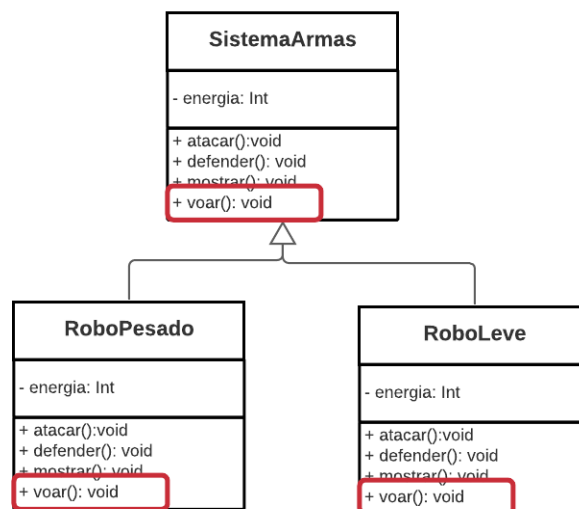 SistemaArmas
- energia: Int
+ atacar():void
+ defender(): void
+ mostrar(): void
+ voar(): void
RoboPesado
- energia: Int
+ atacar():void
+ defender(): void
+ mostrar(): void
+ voar(): void
RoboLeve
- energia: Int
+ atacar():void
+ defender(): void
+ mostrar(): void
+ voar(): void